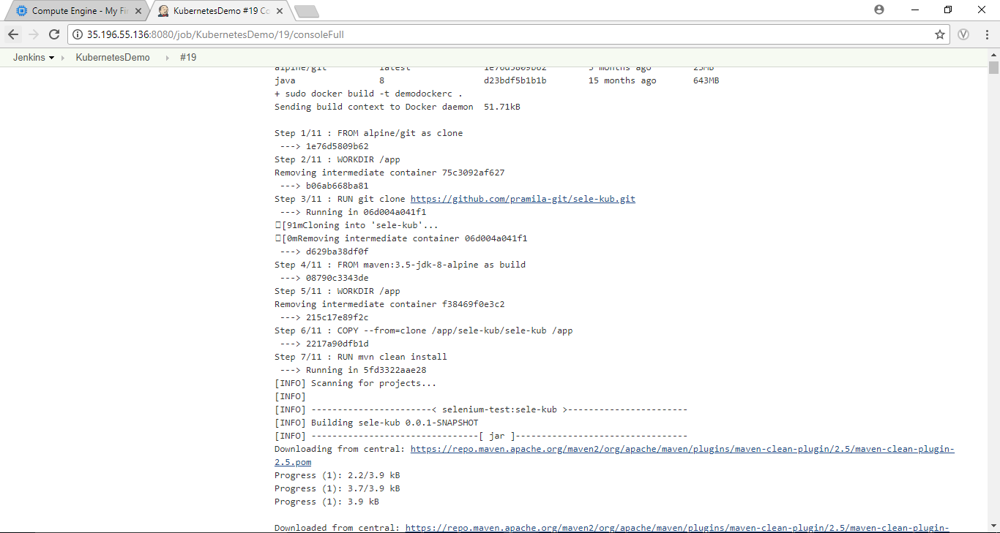 Compute Engine - My Fir
KubernetesDemo #19 Co
35.196.55.136:8080/job/KubernetesDemo/19/consoleFull
Jenkins
KubernetesDemo
#19
alpine/git latest 1e76d5809b62 5 months ago 25MB
java 8 d23bdf5b1b1b 15 months ago 643MB
+ sudo docker build -t demodockerc .
Sending build context to Docker daemon 51.71kB
Step 1/11 : FROM alpine/git as clone
---> 1e76d5809b62
Step 2/11 : WORKDIR /app
Removing intermediate container 75c3092af627
---> b06ab668ba81
Step 3/11 : RUN git clone https://github.com/pramila-git/sele-kub.git
---> Running in 06d004a041f1
[91mCloning into 'sele-kub'...
[0mRemoving intermediate container 06d004a041f1
---> d629ba38df0f
Step 4/11 : FROM maven:3.5-jdk-8-alpine as build
---> 08790c3343de
Step 5/11 : WORKDIR /app
Removing intermediate container f38469f0e3c2
---> 215c17e89f2c
Step 6/11 : COPY --from=clone /app/sele-kub/sele-kub /app
---> 2217a90dfb1d
Step 7/11 : RUN mvn clean install
---> Running in 5fd3322aae28
[INFO] Scanning for projects...
[INFO]
[INFO] -----------------------< selenium-test:sele-kub >-----------------------
[INFO] Building sele-kub 0.0.1-SNAPSHOT
[INFO] --------------------------------[ jar ]---------------------------------
Downloading from central: https://repo.maven.apache.org/maven2/org/apache/maven/plugins/maven-clean-plugin/2.5/maven-clean-plugin-
2.5.pom
Progress (1): 2.2/3.9 kB
Progress (1): 3.7/3.9 kB
Progress (1): 3.9 kB
Downloaded from central: https://repo.maven.apache.org/maven2/org/apache/maven/plugins/maven-clean-plugin/2.5/maven-clean-plugin-